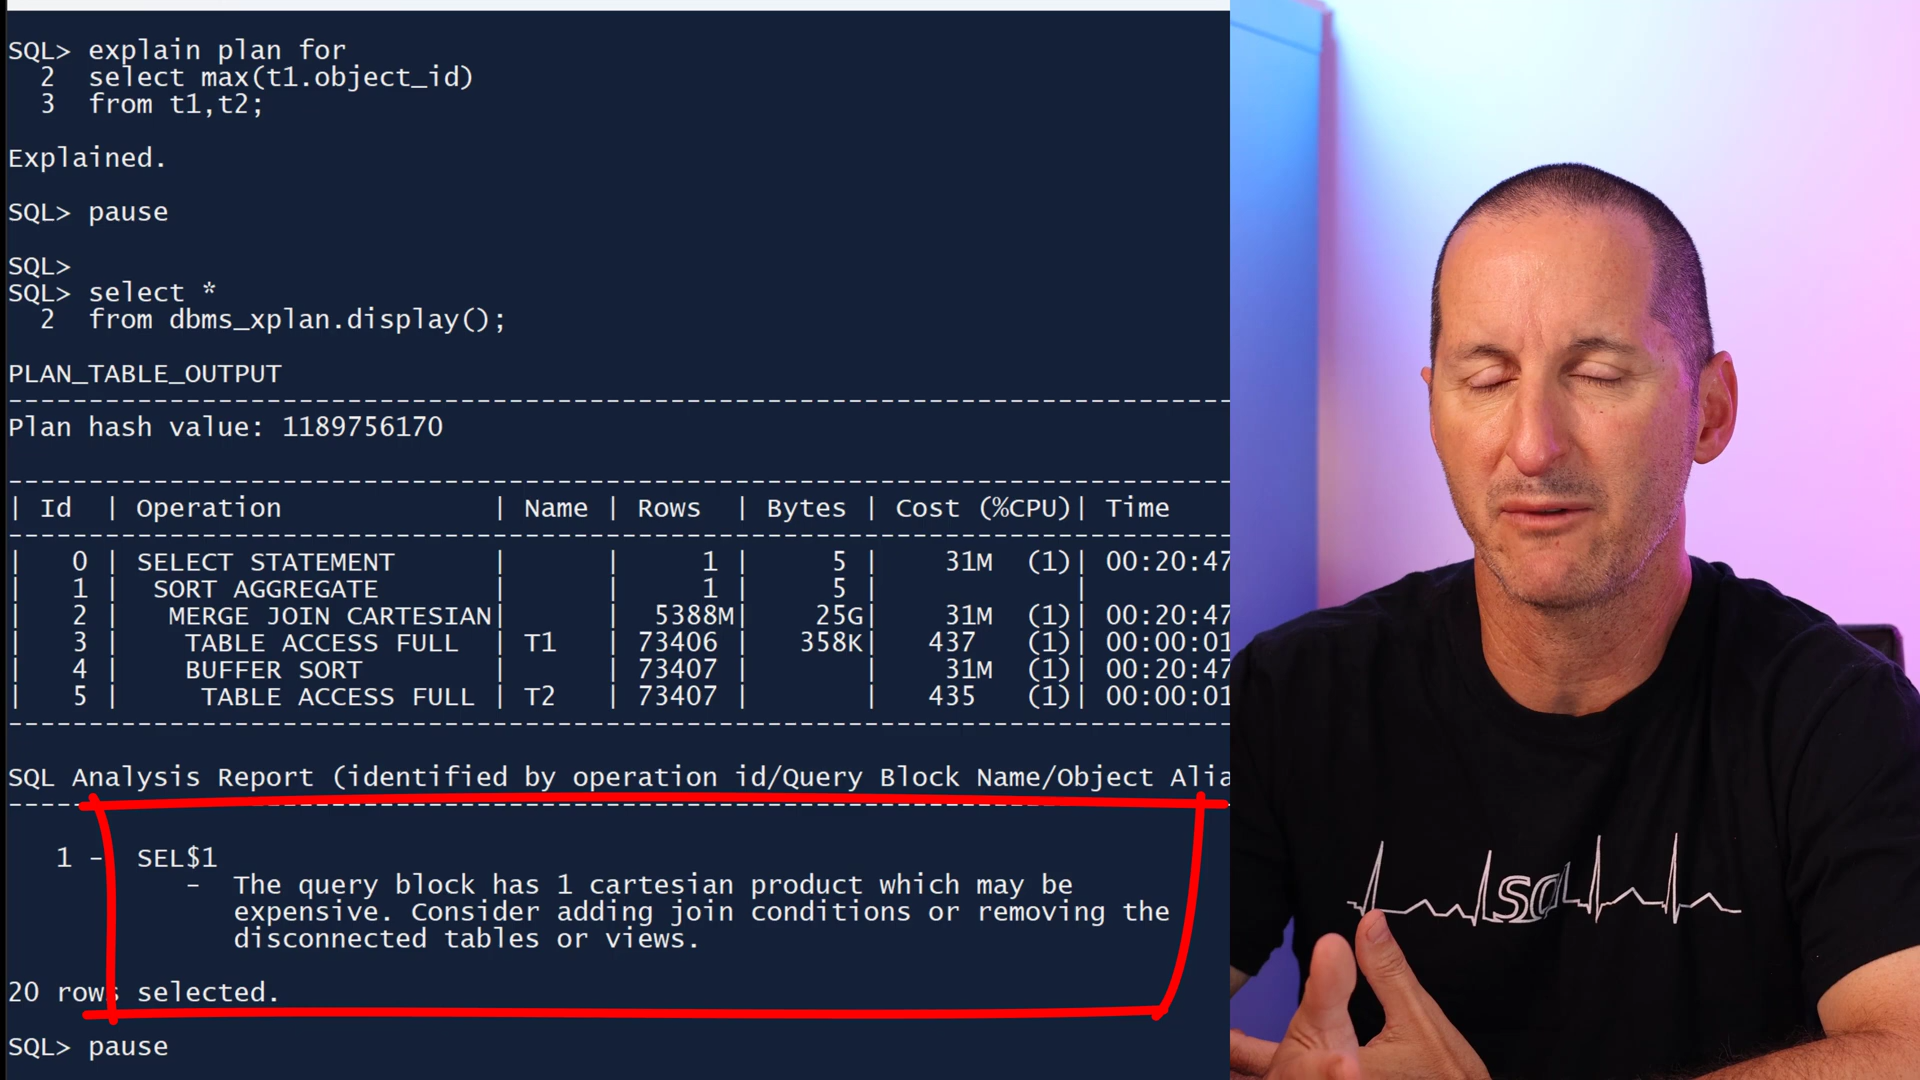 SQL> explain plan for
2 select max(t1.object_id)
3 from t1,t2;
Explained.
SQL> pause
SQL>
SQL> select *
2 from dbms_xplan.display();
PLAN_TABLE_OUTPUT
--------------------------------------------------------------------------------
Plan hash value: 1189756170
--------------------------------------------------------------------------------
| Id | Operation | Name | Rows | Bytes | Cost (%CPU)| Time
--------------------------------------------------------------------------------
| 0 | SELECT STATEMENT | | 1 | 5 | 31M (1)| 00:20:47
| 1 | SORT AGGREGATE | | 1 | 5 | |
| 2 | MERGE JOIN CARTESIAN| | 5388M| 25G| 31M (1)| 00:20:47
| 3 | TABLE ACCESS FULL | T1 | 73406 | 358K| 437 (1)| 00:00:01
| 4 | BUFFER SORT | | 73407 | | 31M (1)| 00:20:47
| 5 | TABLE ACCESS FULL | T2 | 73407 | | 435 (1)| 00:00:01
--------------------------------------------------------------------------------
SQL Analysis Report (identified by operation id/Query Block Name/Object Alia
--------------------------------------------------------------------------------
1 - SEL$1
- The query block has 1 cartesian product which may be
expensive. Consider adding join conditions or removing the
disconnected tables or views.
20 rows selected.
SQL> pause
SQL